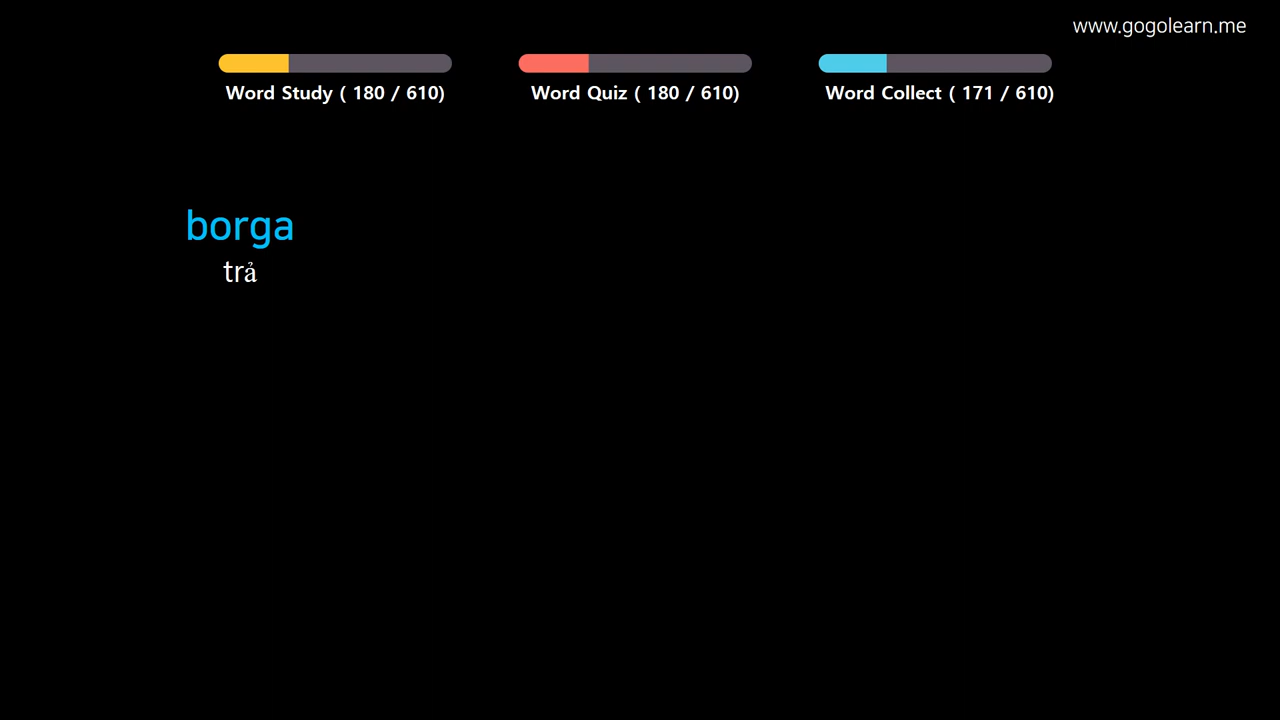 www.gogolearn.me
Word Study ( 180 / 610)
Word Quiz ( 180 / 610)
Word Collect ( 171 / 610)
borga
trả